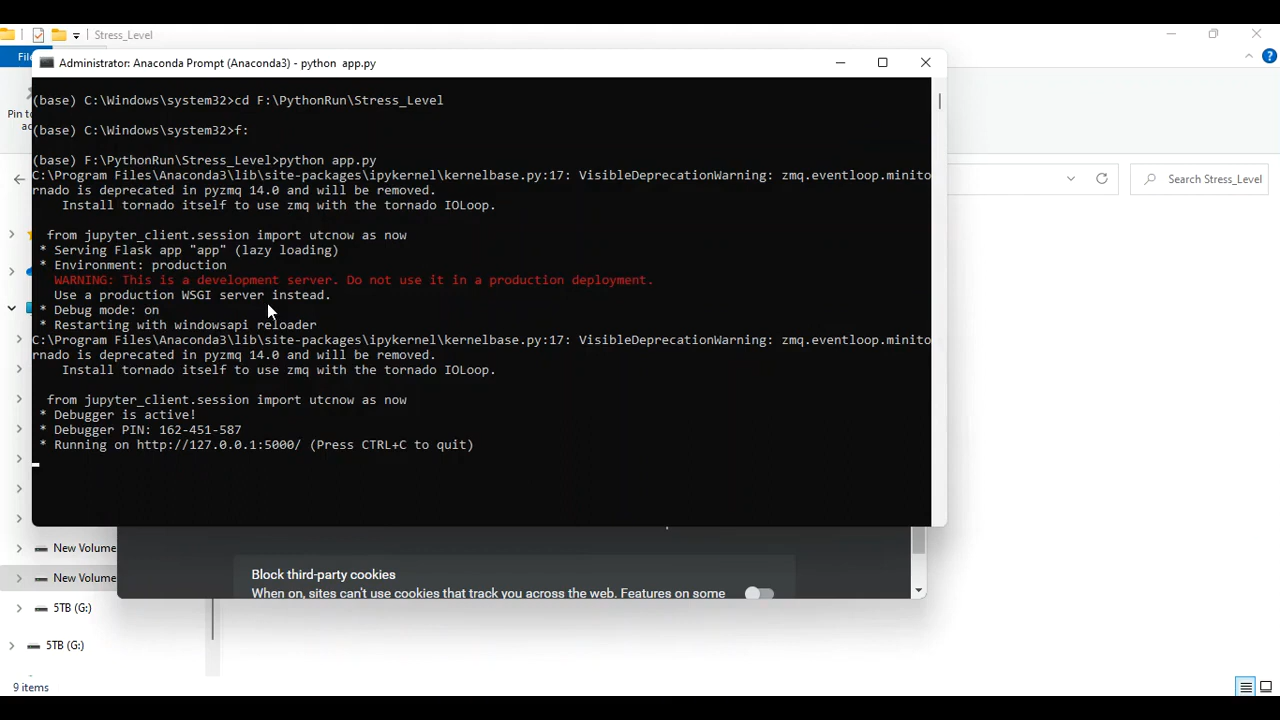 Stress_Level
File
Administrator: Anaconda Prompt (Anaconda3) - python app.py
Pin to
(base) C:\Windows\system32>cd F:\PythonRun\Stress_Level
(base) C:\Windows\system32>f:
(base) F:\PythonRun\Stress_Level>python app.py
C:\Program Files\Anaconda3\lib\site-packages\ipykernel\kernelbase.py:17: VisibleDeprecationWarning: zmq.eventloop.minito
rnado is deprecated in pyzmq 14.0 and will be removed.
Install tornado itself to use zmq with the tornado IOLoop.
from jupyter_client.session import utcnow as now
* Serving Flask app "app" (lazy loading)
* Environment: production
WARNING: This is a development server. Do not use it in a production deployment.
Use a production WSGI server instead.
* Debug mode: on
* Restarting with windowsapi reloader
C:\Program Files\Anaconda3\lib\site-packages\ipykernel\kernelbase.py:17: VisibleDeprecationWarning: zmq.eventloop.minito
rnado is deprecated in pyzmq 14.0 and will be removed.
Install tornado itself to use zmq with the tornado IOLoop.
from jupyter_client.session import utcnow as now
* Debugger is active!
* Debugger PIN: 162-451-587
* Running on http://127.0.0.1:5000/ (Press CTRL+C to quit)
Search Stress_Level
New Volume
New Volume
5TB (G:)
5TB (G:)
Block third-party cookies
When on, sites can't use cookies that track you across the web. Features on some
9 items